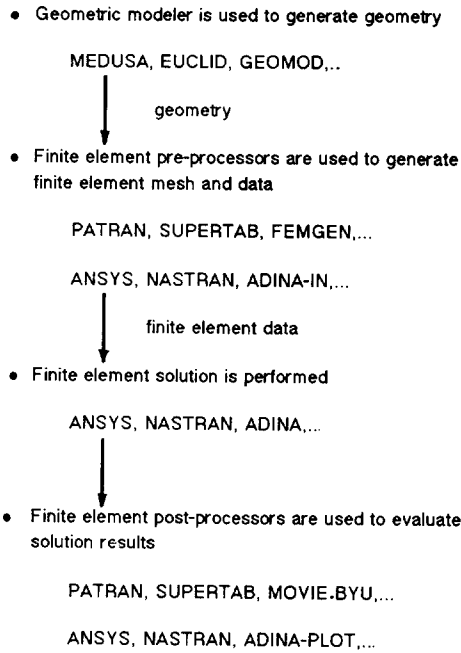 • Geometric modeler is used to generate geometry
MEDUSA, EUCLID, GEOMOD,..
geometry
• Finite element pre-processors are used to generate
finite element mesh and data
PATRAN, SUPERTAB, FEMGEN,...
ANSYS, NASTRAN, ADINA-IN,...
finite element data
• Finite element solution is performed
ANSYS, NASTRAN, ADINA,...
• Finite element post-processors are used to evaluate
solution results
PATRAN, SUPERTAB, MOVIE.BYU,...
ANSYS, NASTRAN, ADINA-PLOT,...